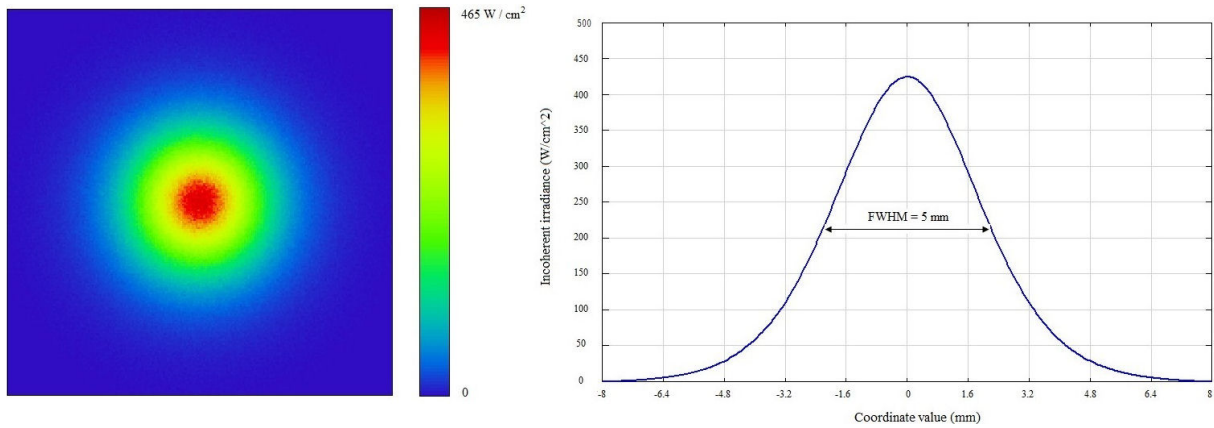 465 W / cm²
0
500
450
400
350
300
250
200
150
100
50
0
-8 -6.4 -4.8 -3.2 -1.6 0 1.6 3.2 4.8 6.4 8
Incoherent irradiance (W/cm^2)
FWHM = 5 mm
Coordinate value (mm)